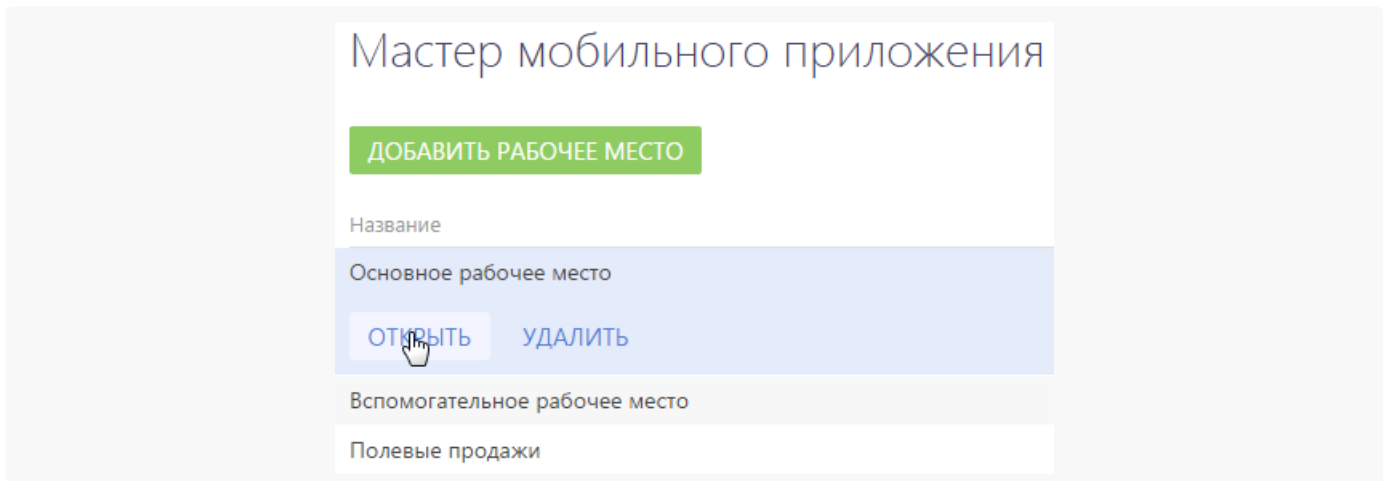 Мастер мобильного приложения
ДОБАВИТЬ РАБОЧЕЕ МЕСТО
Название
Основное рабочее место
ОТКРЫТЬ УДАЛИТЬ
Вспомогательное рабочее место
Полевые продажи